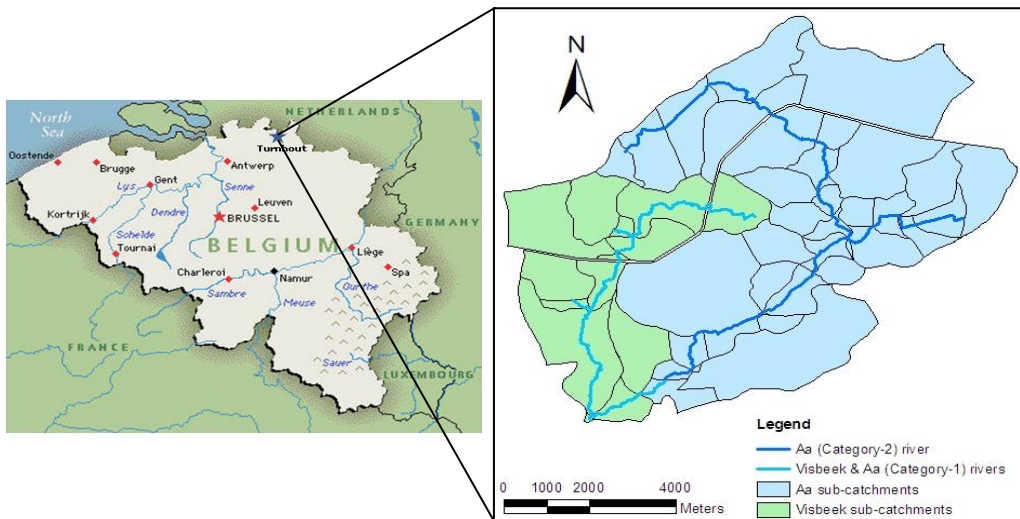 NETHERLANDS
North
Sea
Turnhout
Oostende
Brugge
Antwerp
Gent
Lys
Senne
Leuven
Dendre
Kortrijk
BRUSSEL
GERMANY
Schelde
BELGIUM
Tournai
Liège
Charleroi
Namur
Spa
Sambre
Meuse
Ourthe
FRANCE
Sauer
LUXEMBOURG
N
Legend
Aa (Category-2) river
Visbeek & Aa (Category-1) rivers
Aa sub-catchments
Visbeek sub-catchments
0 1000 2000 4000
Meters